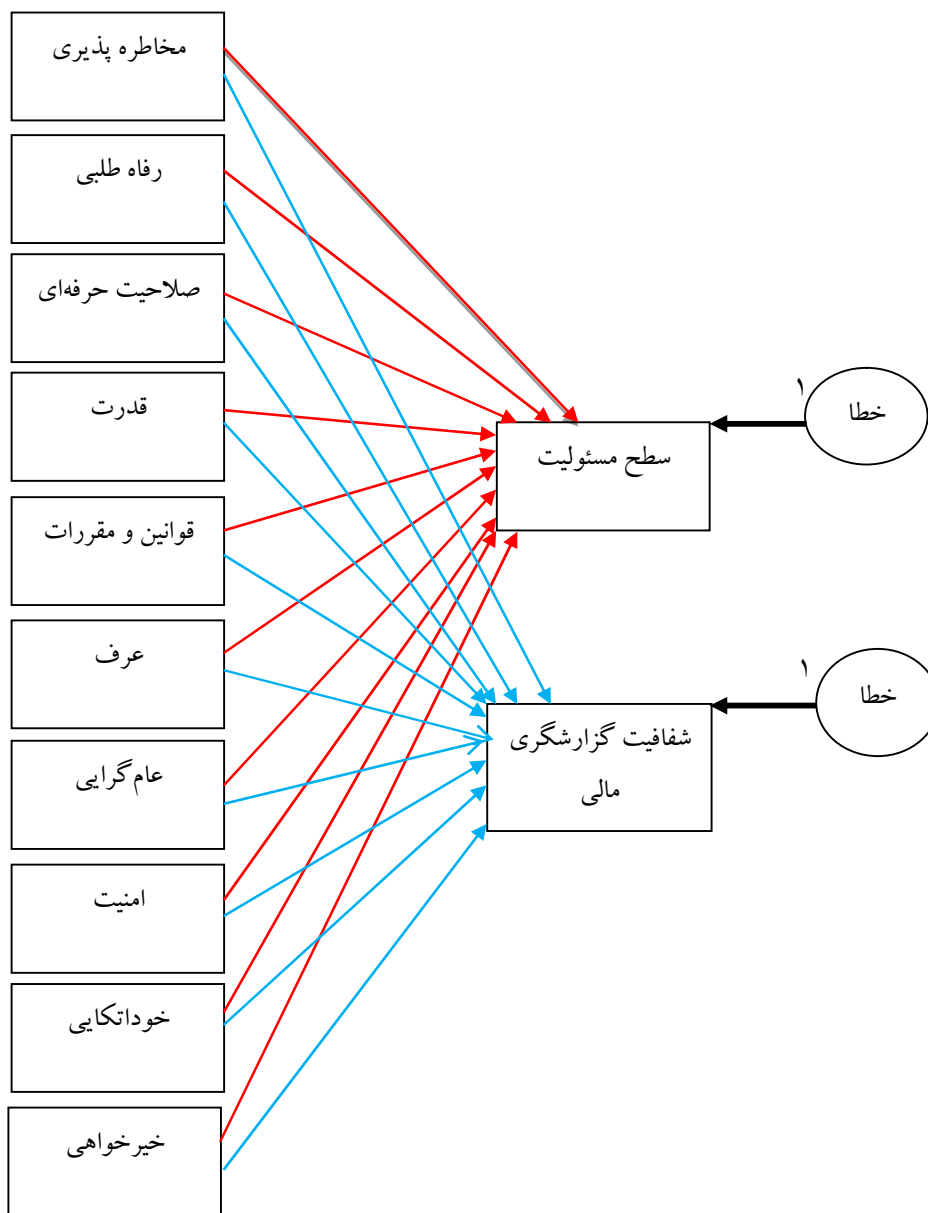 مخاطره پذیری
رفاه طلبی
صلاحیت حرفه‌ای
قدرت
قوانین و مقررات
عرف
عام‌گرایی
امنیت
خوداتکایی
خیرخواهی
سطح مسئولیت
شفافیت گزارشگری
مالی
۱
خطا
۱
خطا